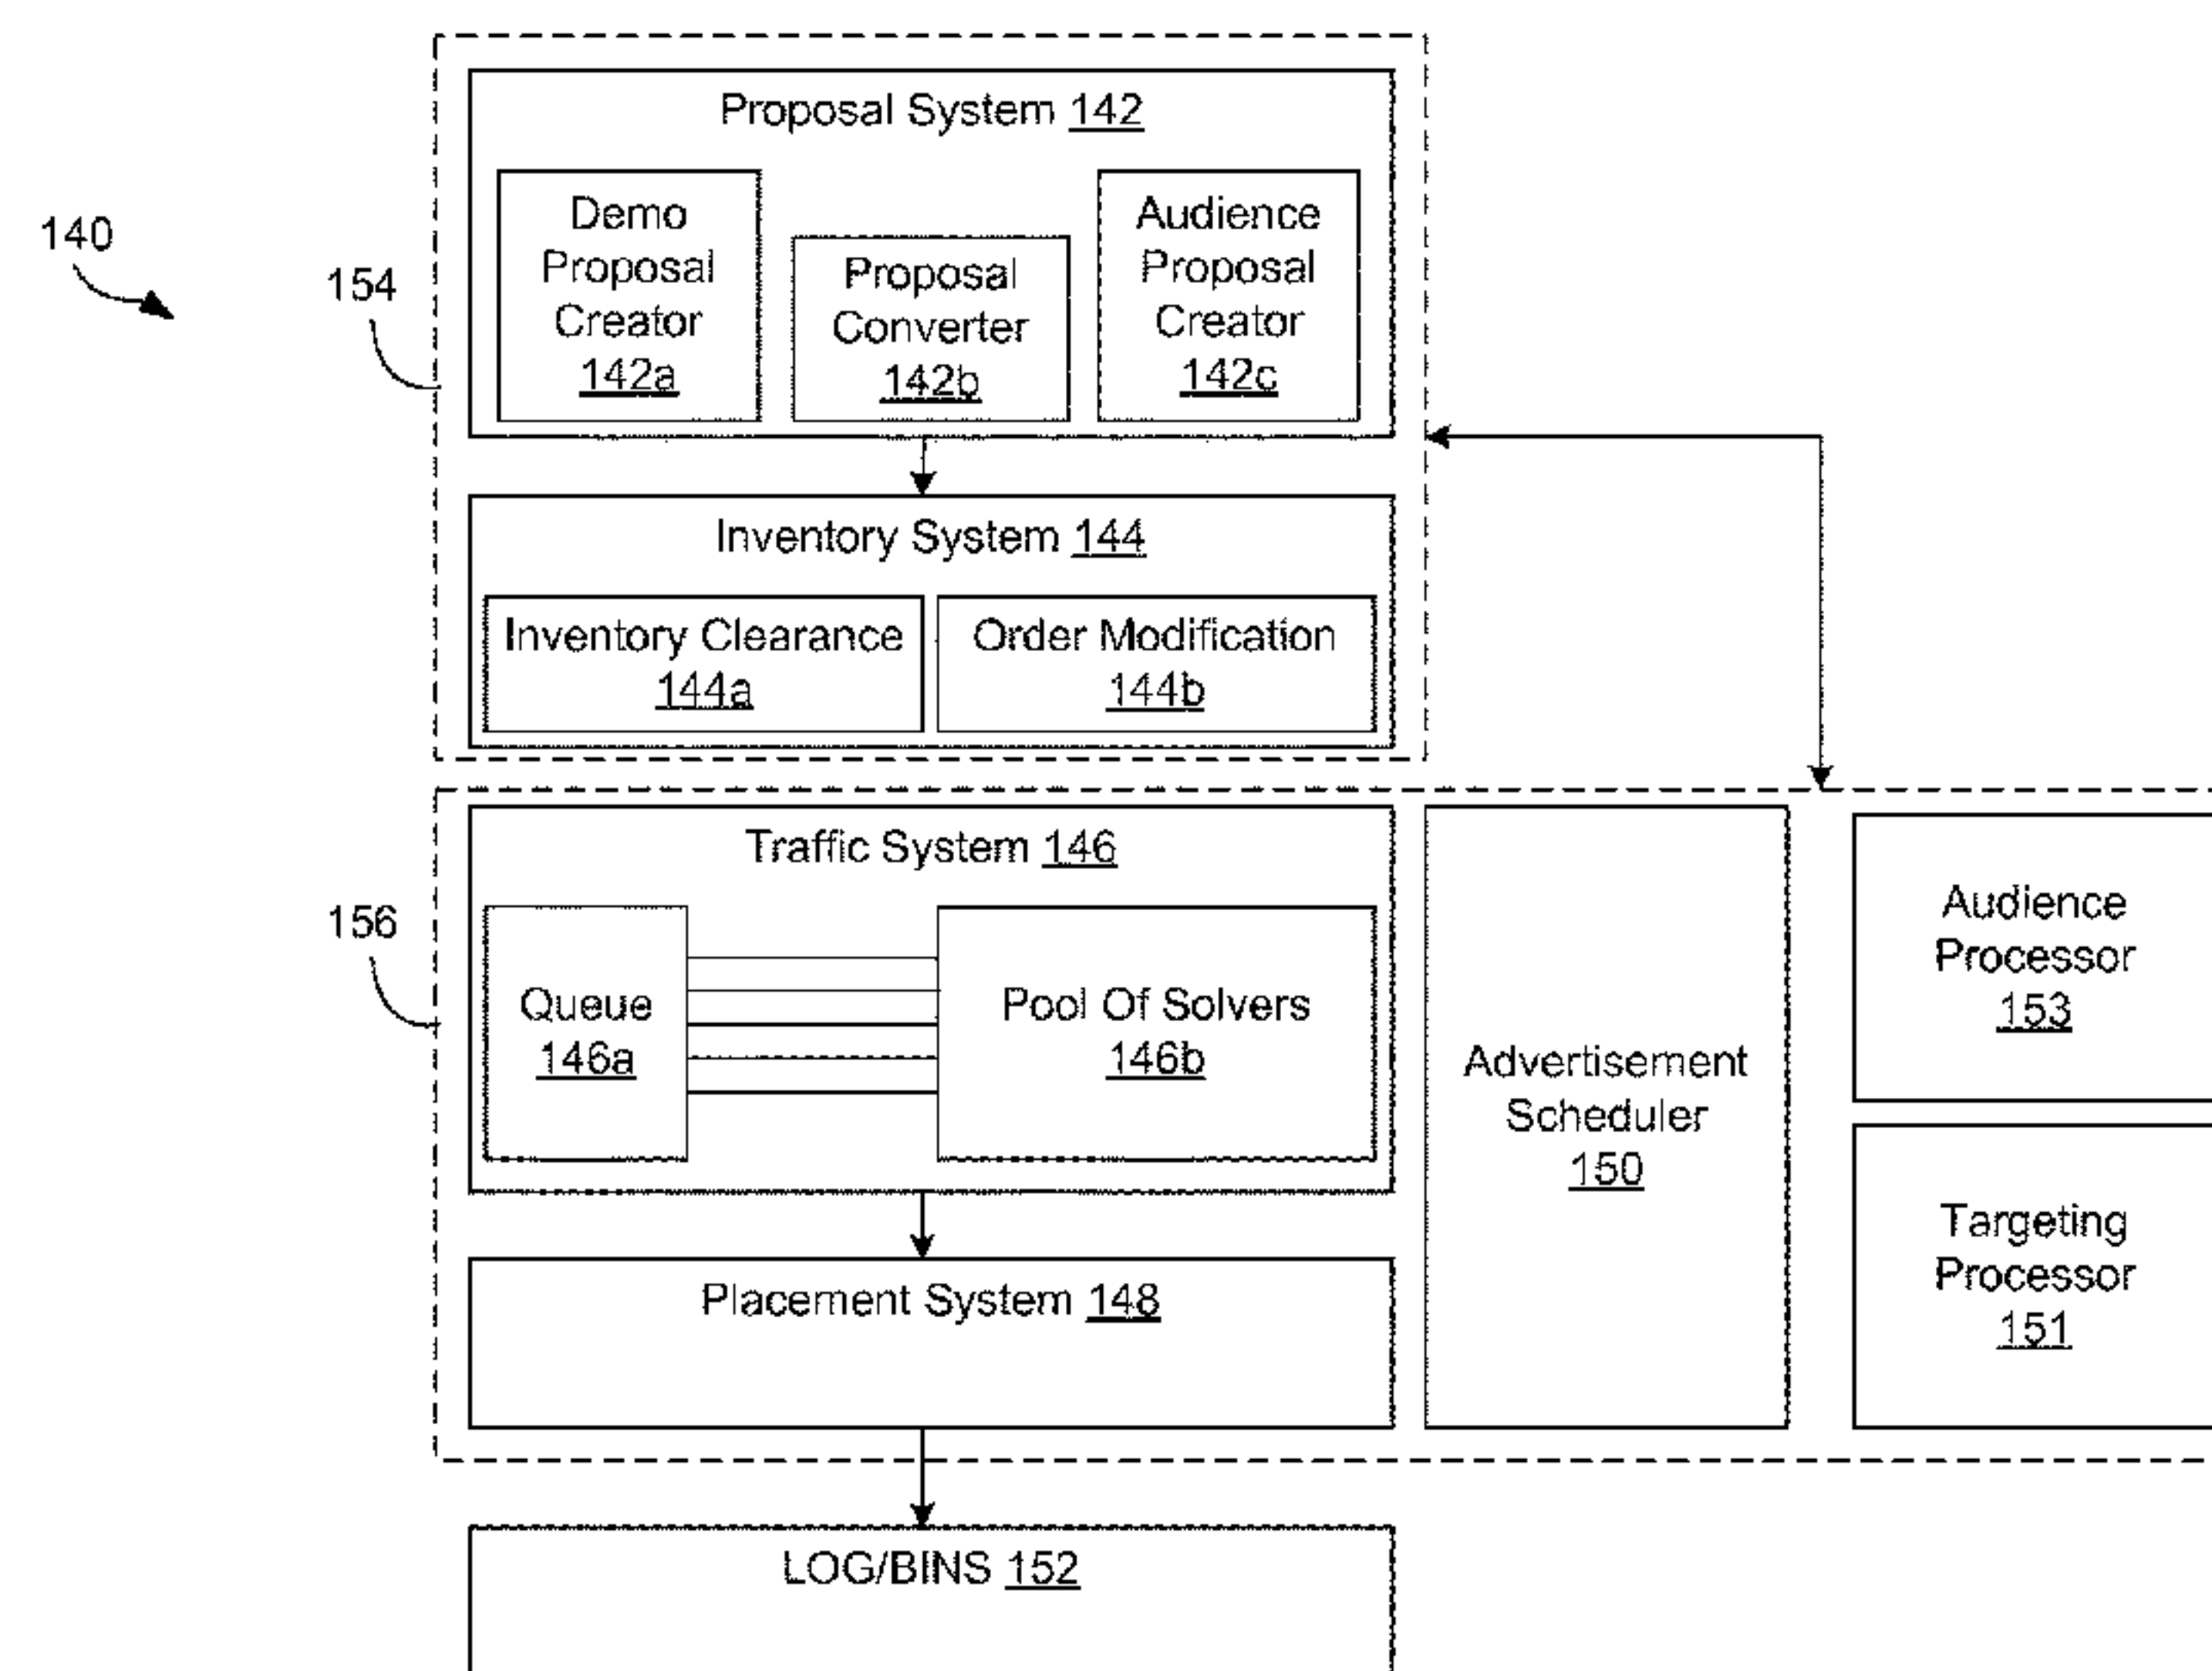 140
154
Proposal System 142
Demo
Proposal
Creator
142a
Proposal
Converter
142b
Audience
Proposal
Creator
142c
Inventory System 144
Inventory Clearance
144a
Order Modification
144b
156
Traffic System 146
Queue
146a
Pool Of Solvers
146b
Placement System 148
Advertisement
Scheduler
150
Audience
Processor
153
Targeting
Processor
151
LOG/BINS 152